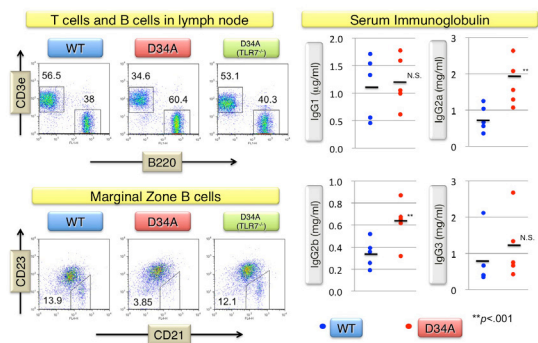 T cells and B cells in lymph node
WT
D34A
D34A
(TLR7-/-)
CD3e
56.5
38
34.6
60.4
53.1
40.3
B220
Marginal Zone B cells
WT
D34A
D34A
(TLR7-/-)
CD23
13.9
3.85
12.1
CD21
Serum Immunoglobulin
IgG1 (µg/ml)
2.0
1.5
1.0
0.5
0.0
N.S.
IgG2a (mg/ml)
3
2
1
0
**
IgG2b (mg/ml)
1.0
0.8
0.6
0.4
0.2
0
**
IgG3 (mg/ml)
3
2
1
0
N.S.
WT
D34A
**p<.001